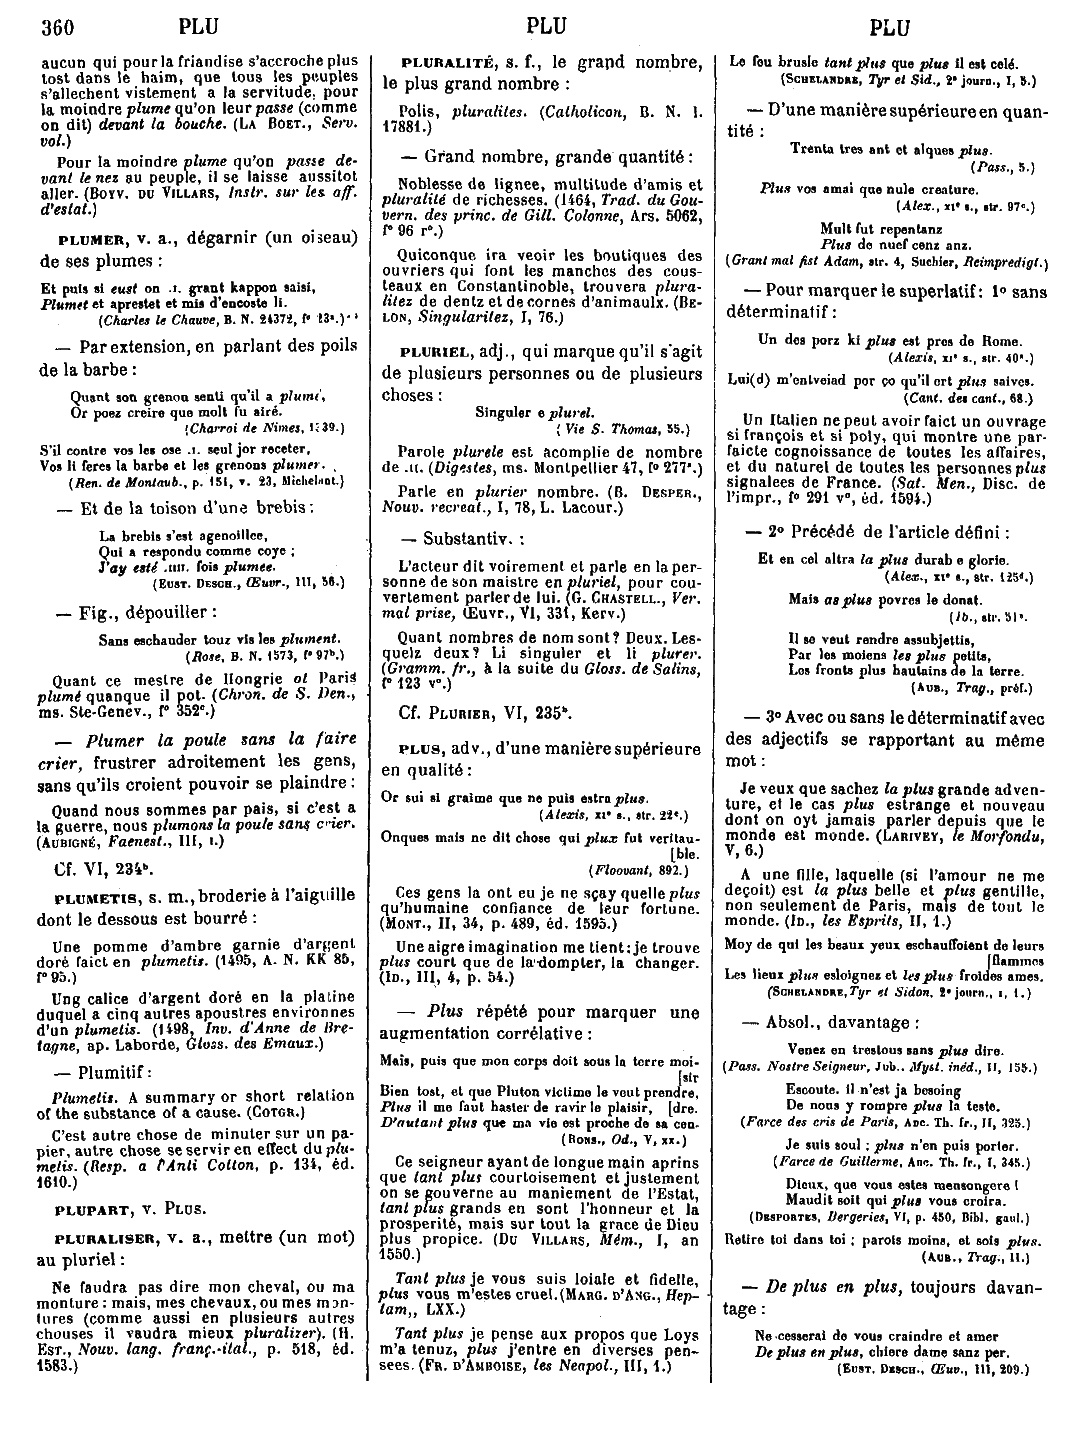 360 PLU PLU PLU
aucun qui pour la friandise s'accroche plus
tost dans le haim, que tous les peuples
s'allechent vistement a la servitude, pour
la moindre plume qu'on leur passe (comme
on dit) devant la bouche. (LA BOET., Serv.
vol.)
Pour la moindre plume qu'on passe de-
vant le nez au peuple, il se laisse aussitot
aller. (BOYV. DU VILLARS, Instr. sur les aff.
d'estat.)
PLUMER, v. a., dégarnir (un oiseau)
de ses plumes :
Et puis si eust on .I. grant kappon saisi,
Plumet et aprestet et mis d'encoste li.
(Charles le Chauve, B. N. 24372, f°
— Par extension, en parlant des poils
de la barbe :
Quant son grenon senti qu'il a plumé,
Or poez creire que molt fu airé.
(Charroi de Nimes, 1339.)
S'il contre vos les ose .I. seul jor receter,
Vos li feres la barbe et les grenons plumer.
(Ren. de Montaub., p. 151, v. 23, Michelant.)
— Et de la toison d'une brebis :
La brebis s'est agenoillee,
Qui a respondu comme coye ;
J'ay esté .IIII. fois plumee.
(EUST. DESCH., Œuvr., III, 56.)
— Fig., dépouiller :
Sans eschauder touz vis les plument.
(Rose, B. N. 1573, f° 97ᵇ.)
Quant ce mestre de Hongrie ot Paris
plumé quanque il pot. (Chron. de S. Den.,
ms. Ste-Genev., f° 352ᶜ.)
— Plumer la poule sans la faire
crier, frustrer adroitement les gens,
sans qu'ils croient pouvoir se plaindre :
Quand nous sommes par pais, si c'est a
la guerre, nous plumons la poule sans crier.
(AUBIGNÉ, Faenest., III, I.)
Cf. VI, 234ᵇ.
PLUMETIS, s. m., broderie à l'aiguille
dont le dessous est bourré :
Une pomme d'ambre garnie d'argent
doré faict en plumetis. (1495, A. N. KK 85,
f° 95.)
Ung calice d'argent doré en la platine
duquel a cinq autres apoustres environnes
d'un plumetis. (1498, Inv. d'Anne de Bre-
tagne, ap. Laborde, Gloss. des Emaux.)
— Plumitif :
Plumetis. A summary or short relation
of the substance of a cause. (COTGR.)
C'est autre chose de minuter sur un pa-
pier, autre chose se servir en effect du plu-
metis. (Resp. a l'Anti Cotton, p. 134, éd.
1610.)
PLUPART, v. PLUS.
PLURALISER, v. a., mettre (un mot)
au pluriel :
Ne faudra pas dire mon cheval, ou ma
monture : mais, mes chevaux, ou mes mon-
tures (comme aussi en plusieurs autres
chouses il vaudra mieux pluralizer). (H.
EST., Nouv. lang. franç.-ital., p. 518, éd.
1583.)
PLURALITÉ, s. f., le grand nombre,
le plus grand nombre :
Polis, pluralites. (Catholicon, B. N. l.
17881.)
— Grand nombre, grande quantité :
Noblesse de lignee, multitude d'amis et
pluralité de richesses. (1464, Trad. du Gou-
vern. des princ. de Gill. Colonne, Ars. 5062,
f° 96 r°.)
Quiconque ira veoir les boutiques des
ouvriers qui font les manches des cous-
teaux en Constantinoble, trouvera plura-
litez de dentz et de cornes d'animaulx. (BE-
LON, Singularitez, I, 76.)
PLURIEL, adj., qui marque qu'il s'agit
de plusieurs personnes ou de plusieurs
choses :
Singuler e plurel.
(Vie S. Thomas, 55.)
Parole plurele est acomplie de nombre
de .II. (Digestes, ms. Montpellier 47, f° 277ᵃ.)
Parle en plurier nombre. (B. DESPER.,
Nouv. recreat., I, 78, L. Lacour.)
— Substantiv. :
L'acteur dit voirement et parle en la per-
sonne de son maistre en pluriel, pour cou-
vertement parler de lui. (G. CHASTELL., Ver.
mal prise, Œuvr., VI, 331, Kerv.)
Quant nombres de nom sont ? Deux. Les-
quelz deux ? Li singuler et li plurer.
(Gramm. fr., à la suite du Gloss. de Salins,
f° 123 v°.)
Cf. PLURIER, VI, 235ᵇ.
PLUS, adv., d'une manière supérieure
en qualité :
Or sui si graime que ne puis estra plus.
(Alexis, XIᵉ s., str. 22ᵉ.)
Onques mais ne dit chose qui plux fut veritau-
[ble.
(Floovant, 892.)
Ces gens la ont eu je ne sçay quelle plus
qu'humaine confiance de leur fortune.
(MONT., II, 34, p. 489, éd. 1595.)
Une aigre imagination me tient : je trouve
plus court que de la dompter, la changer.
(ID., III, 4, p. 54.)
— Plus répété pour marquer une
augmentation corrélative :
Mais, puis que mon corps doit sous la terre moi-
[sir
Bien tost, et que Pluton victime le veut prendre,
Plus il me faut haster de ravir le plaisir, [dre.
D'autant plus que ma vie est proche de sa cen-
(RONS., Od., V, XX.)
Ce seigneur ayant de longue main aprins
que tant plus courtoisement et justement
on se gouverne au maniement de l'Estat,
tant plus grands en sont l'honneur et la
prosperité, mais sur tout la grace de Dieu
plus propice. (DU VILLARS, Mém., I, an
1550.)
Tant plus je vous suis loiale et fidelle,
plus vous m'estes cruel. (MARG. D'ANG., Hep-
tam,, LXX.)
Tant plus je pense aux propos que Loys
m'a tenuz, plus j'entre en diverses pen-
sees. (FR. D'AMBOISE, les Neapol., III, 1.)
Le feu brusle tant plus que plus il est celé.
(SCHELANDRE, Tyr et Sid., 2ᵉ journ., I, 5.)
— D'une manière supérieure en quan-
tité :
Trenta tres ant et alques plus.
(Pass., 5.)
Plus vos amai que nule creature.
(Alex., XIᵉ s., str. 97ᵉ.)
Mult fut repentanz
Plus de nuef cenz anz.
(Grant mal fist Adam, str. 4, Suchier, Reimpredigt.)
— Pour marquer le superlatif : 1° sans
déterminatif :
Un des porz ki plus est pres de Rome.
(Alexis, XIᵉ s., str. 40ᵃ.)
Lui(d) m'enveiad por ço qu'il ert plus saives.
(Cant. des cant., 68.)
Un Italien ne peut avoir faict un ouvrage
si françois et si poly, qui montre une par-
faicte cognoissance de toutes les affaires,
et du naturel de toutes les personnes plus
signalees de France. (Sat. Men., Disc. de
l'impr., f° 291 v°, éd. 1594.)
— 2° Précédé de l'article défini :
Et en cel altra la plus durab e glorie.
(Alex., XIᵉ s., str. 125ᵈ.)
Mais as plus povres le donat.
(Ib., str. 51ᵉ.
Il se veut rendre assubjettis,
Par les moiens les plus petits,
Les fronts plus hautains de la terre.
(AUB., Trag., préf.)
— 3° Avec ou sans le déterminatif avec
des adjectifs se rapportant au même
mot :
Je veux que sachez la plus grande adven-
ture, et le cas plus estrange et nouveau
dont on oyt jamais parler depuis que le
monde est monde. (LARIVEY, le Morfondu,
V, 6.)
A une fille, laquelle (si l'amour ne me
deçoit) est la plus belle et plus gentille,
non seulement de Paris, mais de tout le
monde. (ID., les Esprits, II, 1.)
Moy de qui les beaux yeux eschauffoient de leurs
[flammes
Les lieux plus esloignez et les plus froides ames.
(SCHELANDRE, Tyr et Sidon, 2ᵉ journ., I, 1.)
— Absol., davantage :
Venez en trestous sans plus dire.
(Pass. Nostre Seigneur, Jub.. Myst. inéd., II, 155.)
Escoute. Il n'est ja besoing
De nous y rompre plus la teste.
(Farce des cris de Paris, Anc. Th. fr., II, 325.)
Je suis soul ; plus n'en puis porter.
(Farce de Guillerme, Anc. Th. fr., I, 345.)
Dieux, que vous estes mensongere !
Maudit soit qui plus vous croira.
(DESPORTES, Bergeries, VI, p. 450, Bibl. gaul.)
Retire toi dans toi ; parois moins, et sois plus.
(AUB., Trag., II.)
— De plus en plus, toujours davan-
tage :
Ne cesserai de vous craindre et amer
De plus en plus, chiere dame sanz per.
(EUST. DESCH., Œuv., III, 209.)